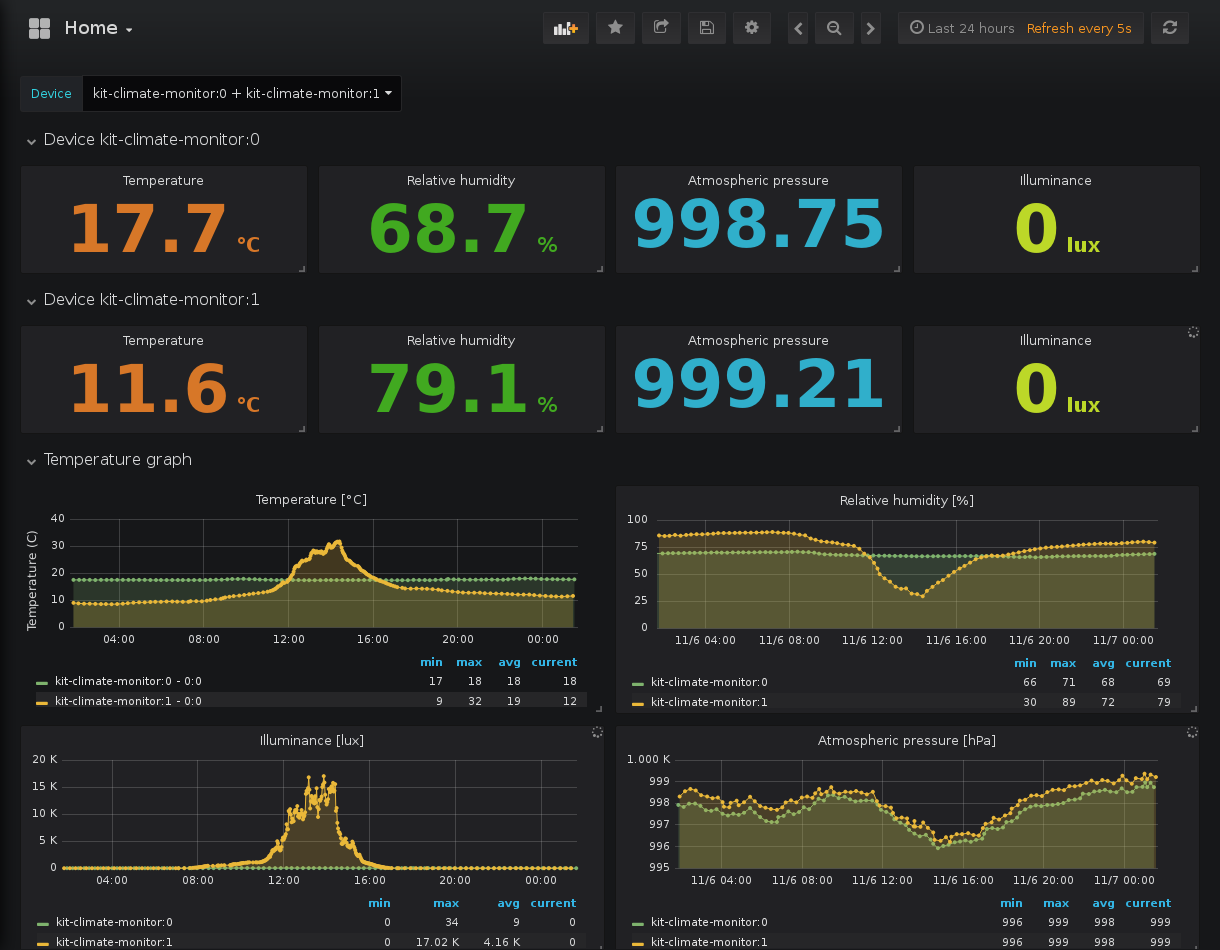 Home
Last 24 hours Refresh every 5s
Device kit-climate-monitor:0 + kit-climate-monitor:1
Device kit-climate-monitor:0
Temperature Relative humidity Atmospheric pressure Illuminance
17.7 °C 68.7 % 998.75 0 lux
Device kit-climate-monitor:1
Temperature Relative humidity Atmospheric pressure Illuminance
11.6 °C 79.1 % 999.21 0 lux
Temperature graph
Temperature [°C]
Temperature (C)
40
30
20
10
0
04:00 08:00 12:00 16:00 20:00 00:00
min max avg current
kit-climate-monitor:0 - 0:0 17 18 18 18
kit-climate-monitor:1 - 0:0 9 32 19 12
Relative humidity [%]
100
75
50
25
0
11/6 04:00 11/6 08:00 11/6 12:00 11/6 16:00 11/6 20:00 11/7 00:00
min max avg current
kit-climate-monitor:0 66 71 68 69
kit-climate-monitor:1 30 89 72 79
Illuminance [lux]
20 K
15 K
10 K
5 K
0
04:00 08:00 12:00 16:00 20:00 00:00
min max avg current
kit-climate-monitor:0 0 34 9 0
kit-climate-monitor:1 0 17.02 K 4.16 K 0
Atmospheric pressure [hPa]
1.000 K
999
998
997
996
995
11/6 04:00 11/6 08:00 11/6 12:00 11/6 16:00 11/6 20:00 11/7 00:00
min max avg current
kit-climate-monitor:0 996 999 998 999
kit-climate-monitor:1 996 999 998 999